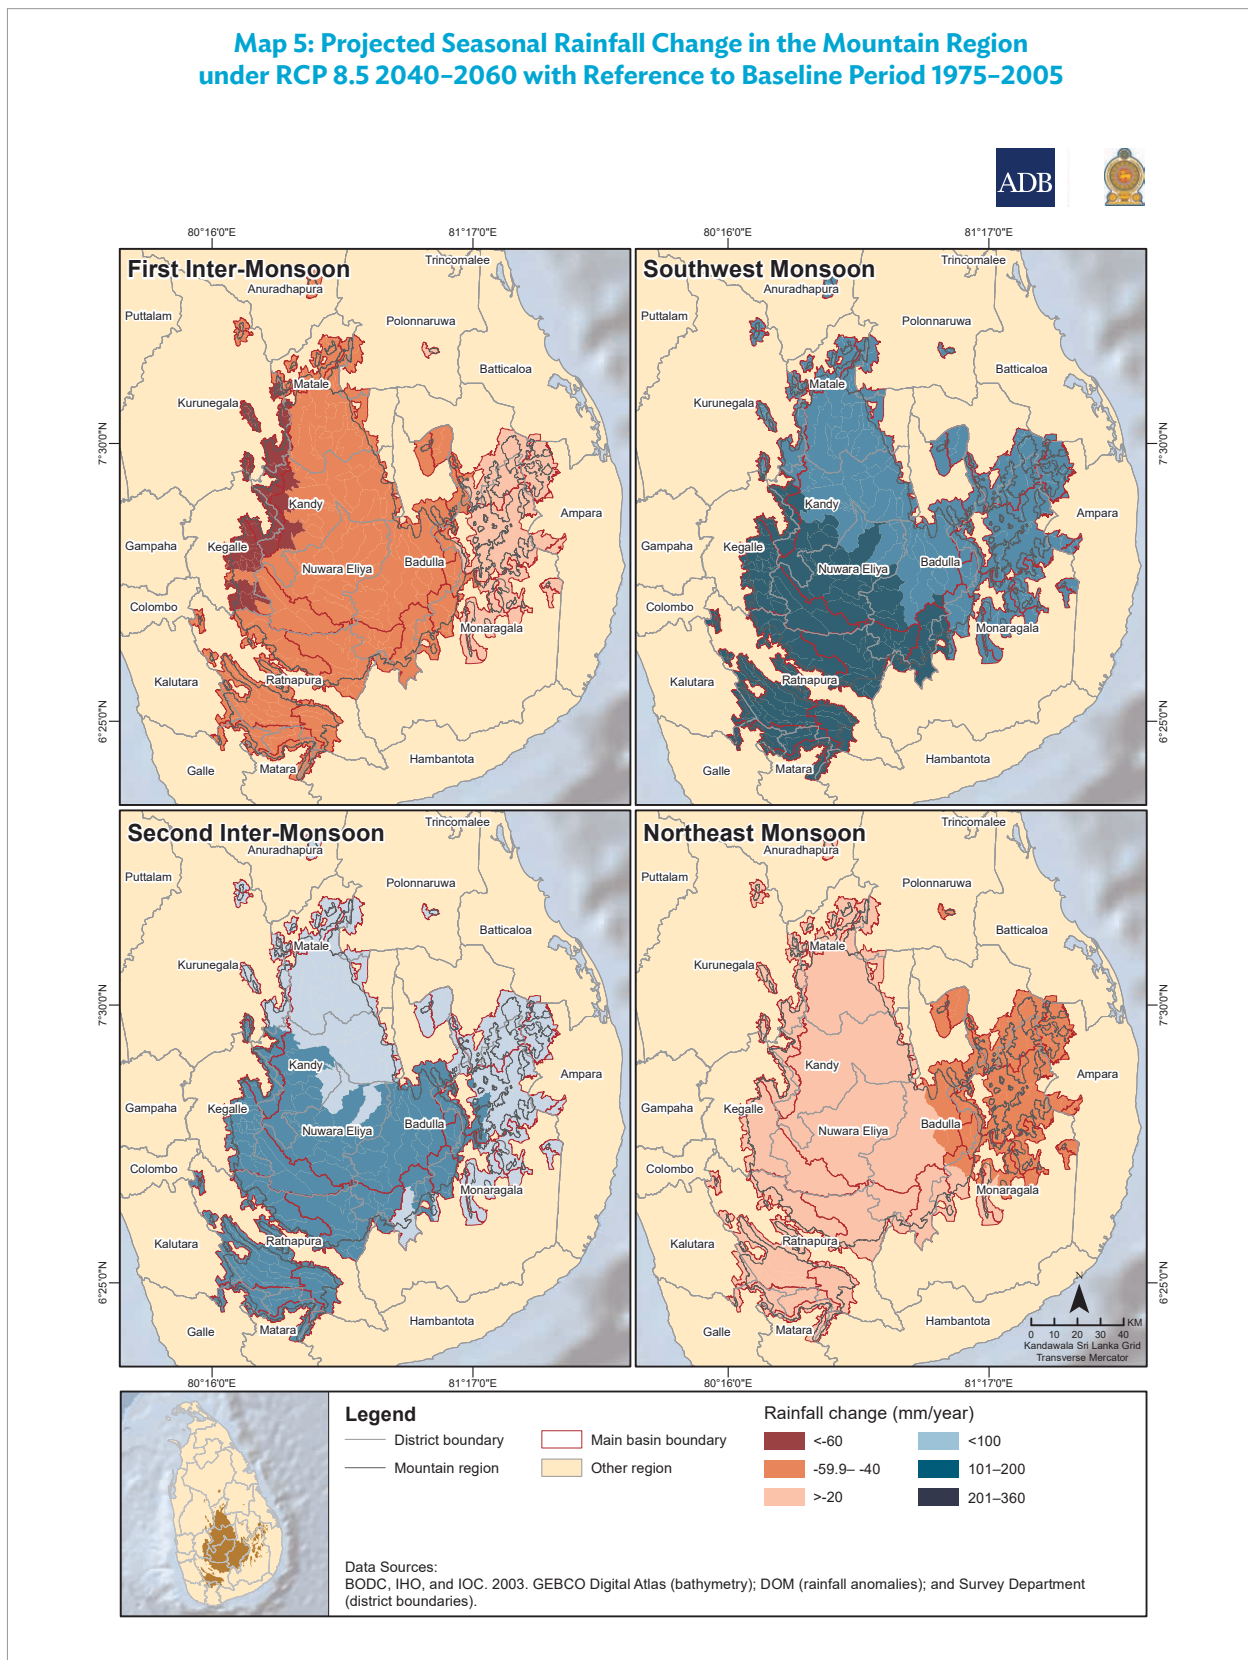 Map 5: Projected Seasonal Rainfall Change in the Mountain Region
under RCP 8.5 2040–2060 with Reference to Baseline Period 1975–2005
ADB
80°16'0"E
81°17'0"E
80°16'0"E
81°17'0"E
First Inter-Monsoon
Trincomalee
Anuradhapura
Puttalam
Polonnaruwa
Batticaloa
Matale
Kurunegala
7°30'0"N
Kandy
Ampara
Gampaha
Kegalle
Nuwara Eliya
Badulla
Colombo
Monaragala
Kalutara
Ratnapura
6°25'0"N
Hambantota
Galle
Matara
Southwest Monsoon
Trincomalee
Anuradhapura
Puttalam
Polonnaruwa
Batticaloa
Matale
Kurunegala
7°30'0"N
Kandy
Ampara
Gampaha
Kegalle
Nuwara Eliya
Badulla
Colombo
Monaragala
Kalutara
Ratnapura
6°25'0"N
Hambantota
Galle
Matara
Second Inter-Monsoon
Trincomalee
Anuradhapura
Puttalam
Polonnaruwa
Batticaloa
Matale
Kurunegala
7°30'0"N
Kandy
Ampara
Gampaha
Kegalle
Nuwara Eliya
Badulla
Colombo
Monaragala
Kalutara
Ratnapura
6°25'0"N
Hambantota
Galle
Matara
Northeast Monsoon
Trincomalee
Anuradhapura
Puttalam
Polonnaruwa
Batticaloa
Matale
Kurunegala
7°30'0"N
Kandy
Ampara
Gampaha
Kegalle
Nuwara Eliya
Badulla
Colombo
Monaragala
Kalutara
Ratnapura
6°25'0"N
Hambantota
Galle
Matara
N
KM
0 10 20 30 40
Kandawala Sri Lanka Grid
Transverse Mercator
80°16'0"E
81°17'0"E
80°16'0"E
81°17'0"E
Legend
District boundary
Mountain region
Main basin boundary
Other region
Rainfall change (mm/year)
<-60
-59.9– -40
>-20
<100
101–200
201–360
Data Sources:
BODC, IHO, and IOC. 2003. GEBCO Digital Atlas (bathymetry); DOM (rainfall anomalies); and Survey Department
(district boundaries).